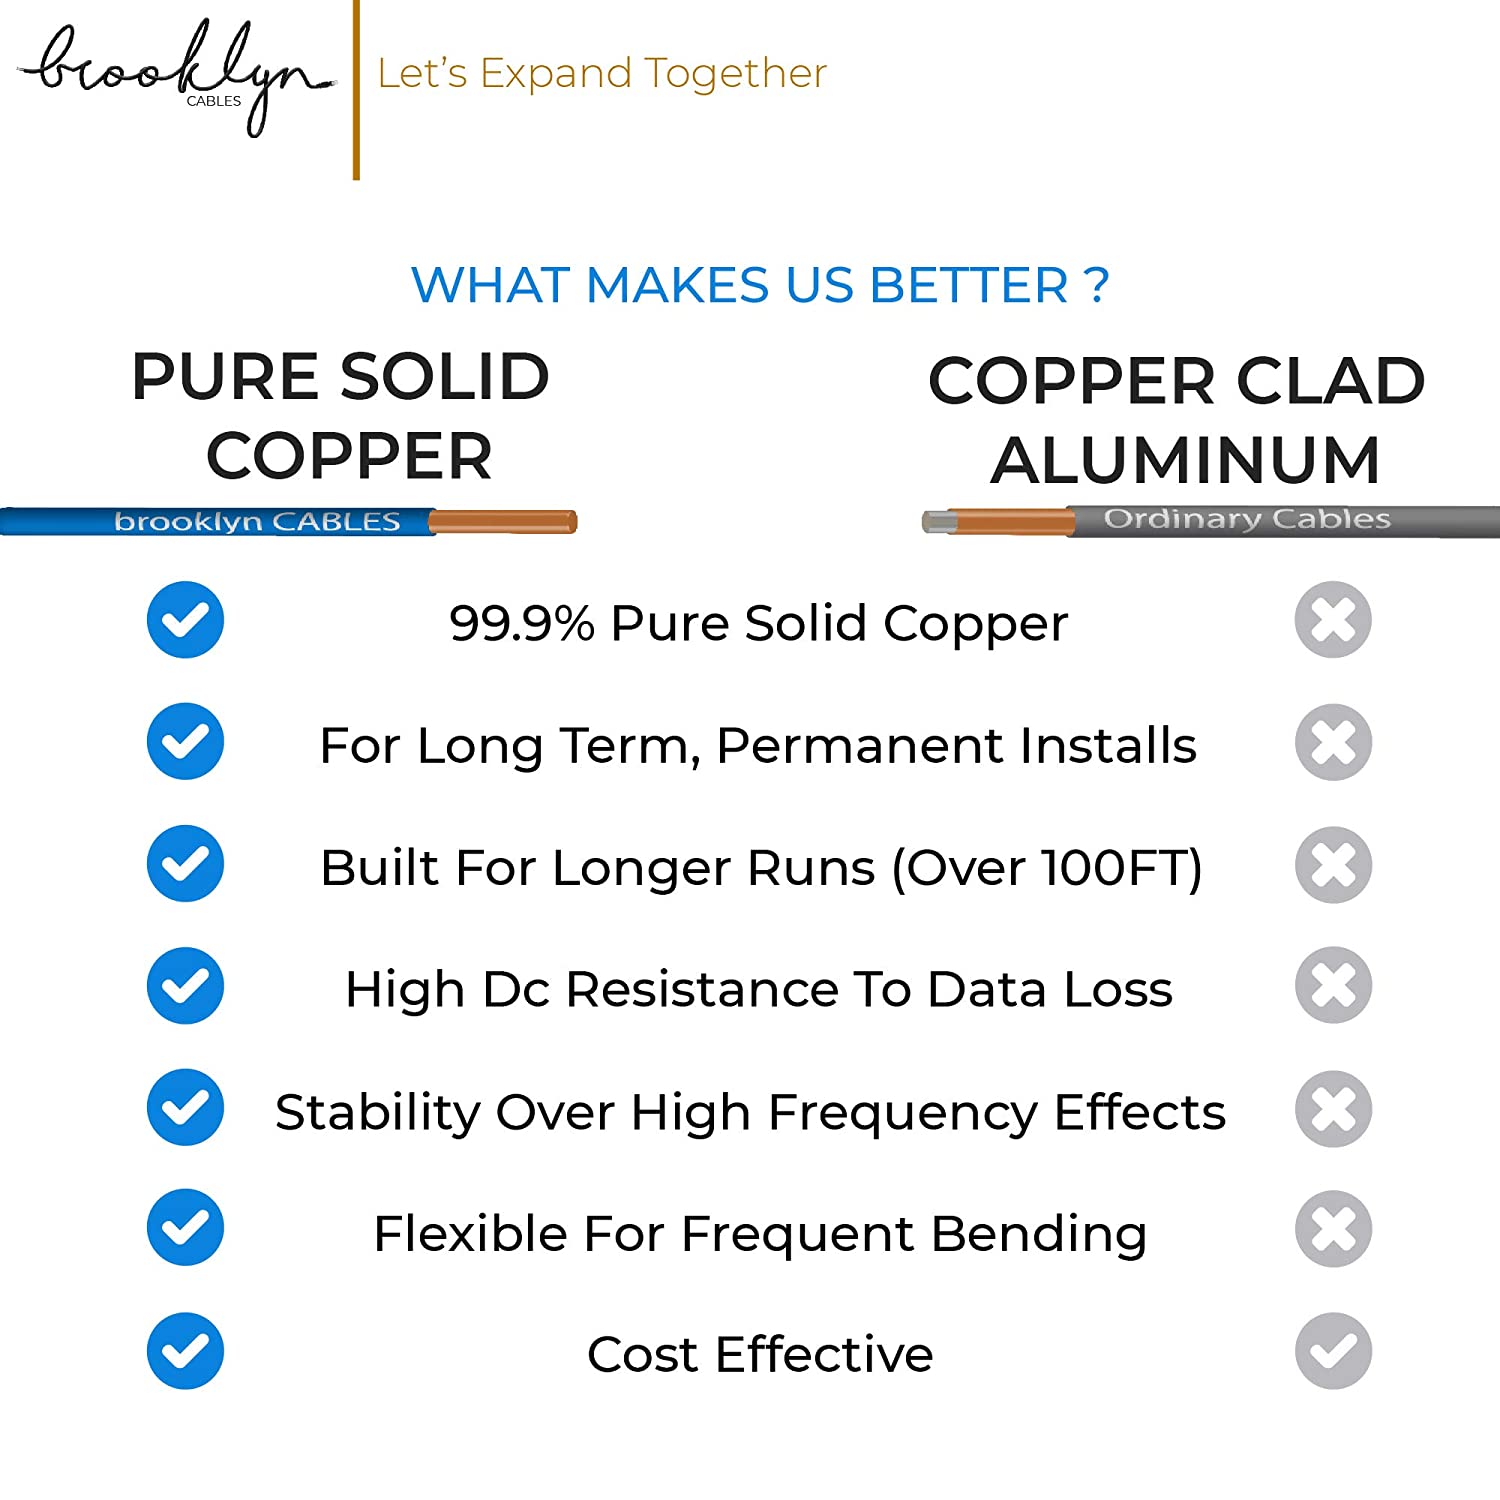 brooklyn
CABLES
Let's Expand Together
WHAT MAKES US BETTER ?
PURE SOLID
COPPER
brooklyn CABLES
COPPER CLAD
ALUMINUM
Ordinary Cables
99.9% Pure Solid Copper
For Long Term, Permanent Installs
Built For Longer Runs (Over 100FT)
High Dc Resistance To Data Loss
Stability Over High Frequency Effects
Flexible For Frequent Bending
Cost Effective